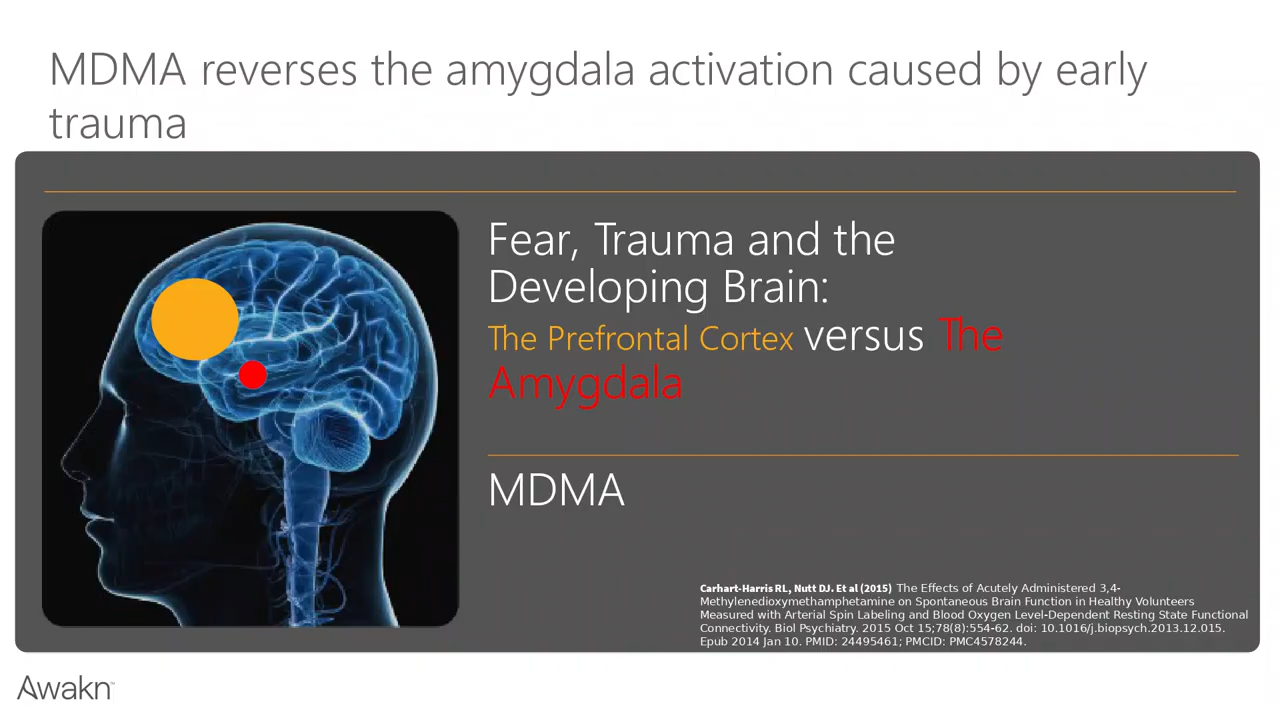 MDMA reverses the amygdala activation caused by early
trauma
Fear, Trauma and the
Developing Brain:
The Prefrontal Cortex versus The
Amygdala
MDMA
Carhart-Harris RL, Nutt DJ. Et al (2015) The Effects of Acutely Administered 3,4-
Methylenedioxymethamphetamine on Spontaneous Brain Function in Healthy Volunteers
Measured with Arterial Spin Labeling and Blood Oxygen Level-Dependent Resting State Functional
Connectivity. Biol Psychiatry. 2015 Oct 15;78(8):554-62. doi: 10.1016/j.biopsych.2013.12.015.
Epub 2014 Jan 10. PMID: 24495461; PMCID: PMC4578244.
Awakn™